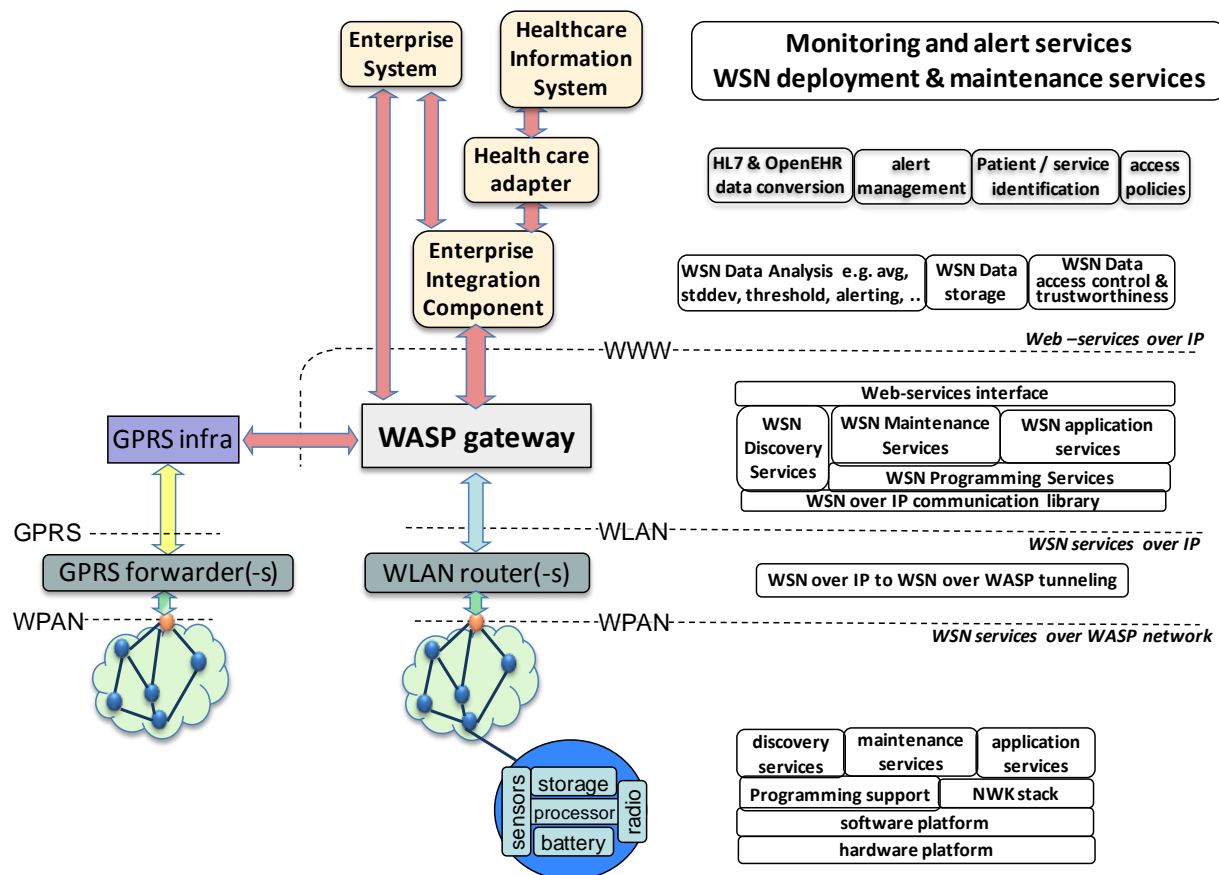 Enterprise
System
Healthcare
Information
System
Health care
adapter
Enterprise
Integration
Component
WWW
GPRS infra
WASP gateway
GPRS
WLAN
GPRS forwarder(-s)
WLAN router(-s)
WPAN
WPAN
sensors
storage
processor
battery
radio
Monitoring and alert services
WSN deployment & maintenance services
HL7 & OpenEHR
data conversion
alert
management
Patient / service
identification
access
policies
WSN Data Analysis e.g. avg,
stddev, threshold, alerting, ..
WSN Data
storage
WSN Data
access control &
trustworthiness
Web –services over IP
Web-services interface
WSN
Discovery
Services
WSN Maintenance
Services
WSN application
services
WSN Programming Services
WSN over IP communication library
WSN services over IP
WSN over IP to WSN over WASP tunneling
WSN services over WASP network
discovery
services
maintenance
services
application
services
Programming support
NWK stack
software platform
hardware platform